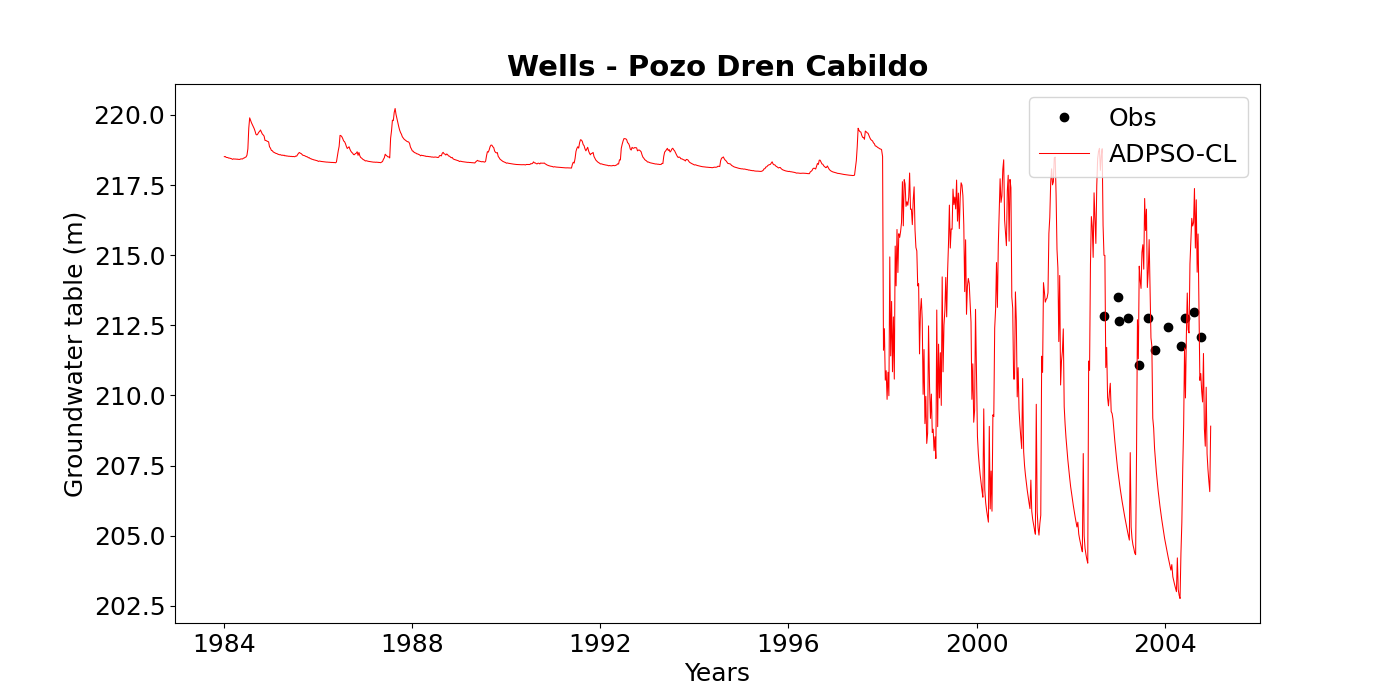 Wells - Pozo Dren Cabildo
Groundwater table (m)
220.0
217.5
215.0
212.5
210.0
207.5
205.0
202.5
Obs
ADPSO-CL
1984 1988 1992 1996 2000 2004
Years